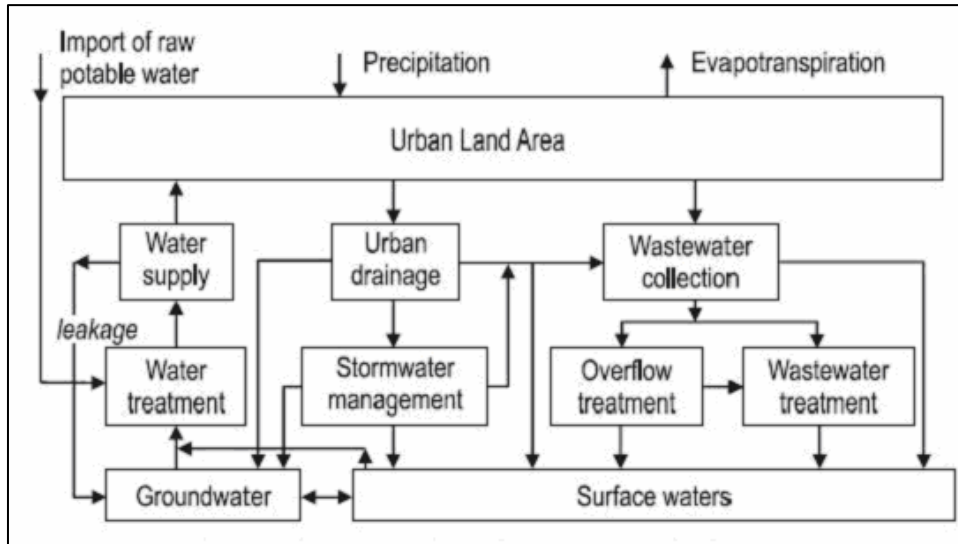 Import of raw
potable water
Precipitation
Evapotranspiration
Urban Land Area
Water
supply
Urban
drainage
Wastewater
collection
leakage
Water
treatment
Stormwater
management
Overflow
treatment
Wastewater
treatment
Groundwater
Surface waters